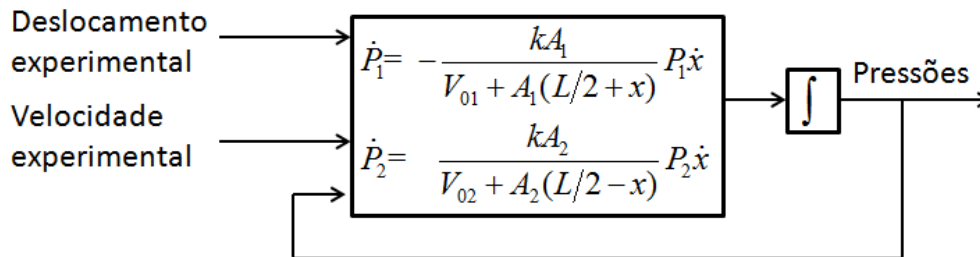 Deslocamento
experimental
Velocidade
experimental
Ṗ₁= - kA₁ / (V₀₁ + A₁(L/2 + x)) P₁ẋ
Ṗ₂= kA₂ / (V₀₂ + A₂(L/2 − x)) P₂ẋ
∫
Pressões